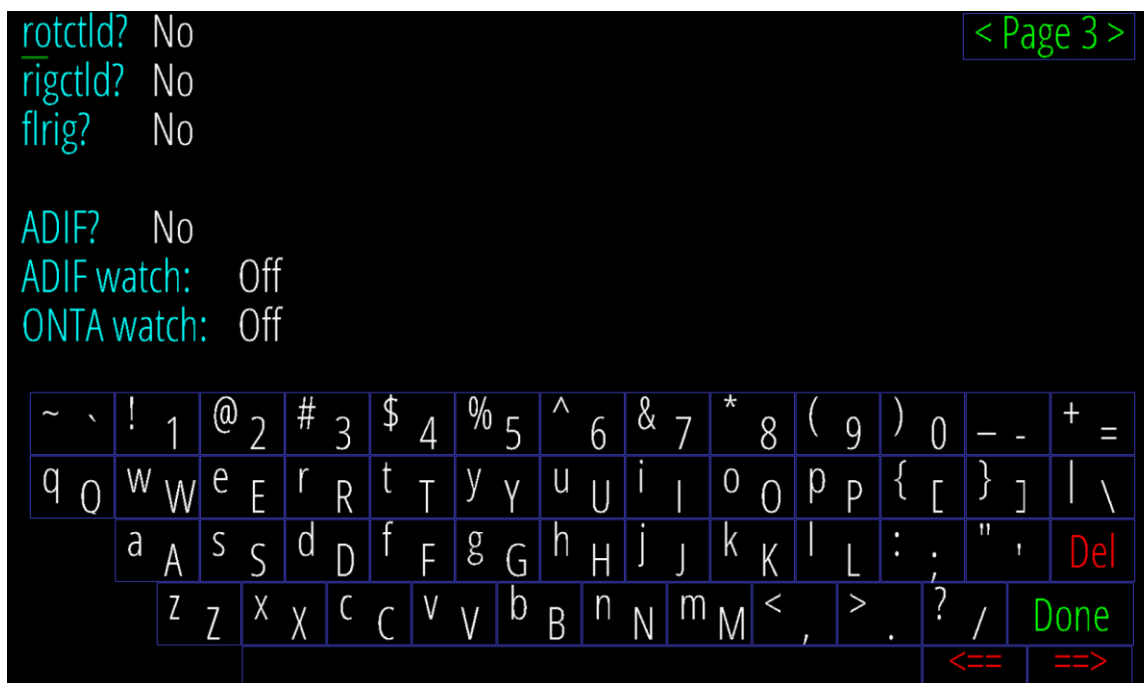 rotctld? No < Page 3 >
rigctld? No
flrig? No
ADIF? No
ADIF watch: Off
ONTA watch: Off
~ ` ! 1 @ 2 # 3 $ 4 % 5 ^ 6 & 7 * 8 ( 9 ) 0 _ - + =
q Q w W e E r R t T y Y u U i I o O p P { [ } ] | \
a A s S d D f F g G h H j J k K l L : ; " ' Del
z Z x X c C v V b B n N m M < , > . ? / Done
<== ==>